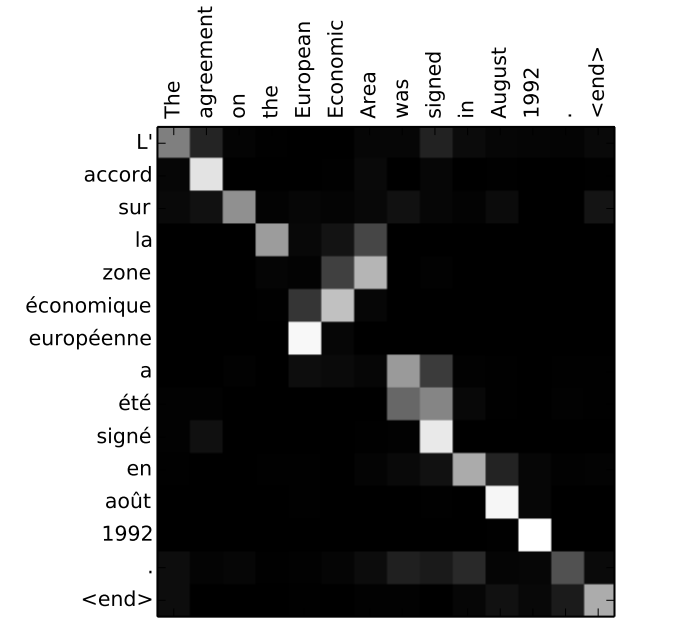 The agreement on the European Economic Area was signed in August 1992 . <end>
L'
accord
sur
la
zone
économique
européenne
a
été
signé
en
août
1992
.
<end>